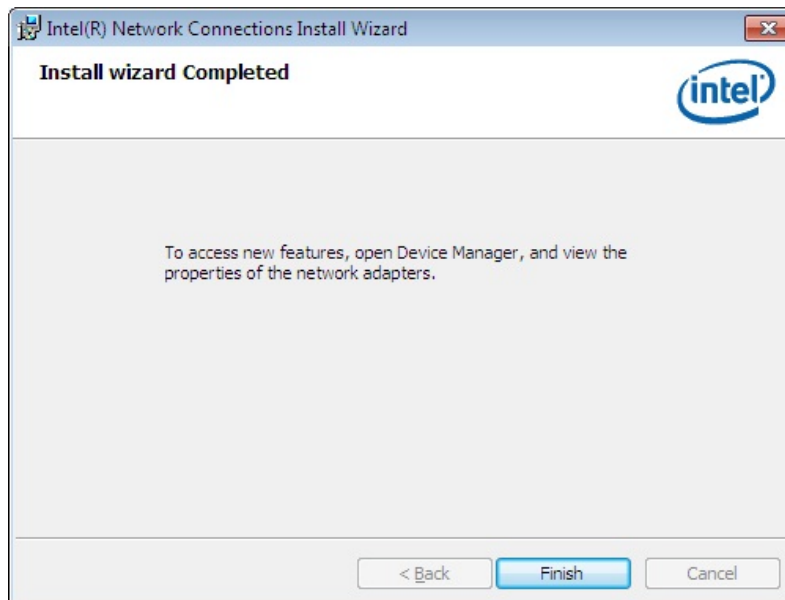 Intel(R) Network Connections Install Wizard
Install wizard Completed
intel
To access new features, open Device Manager, and view the
properties of the network adapters.
< Back
Finish
Cancel